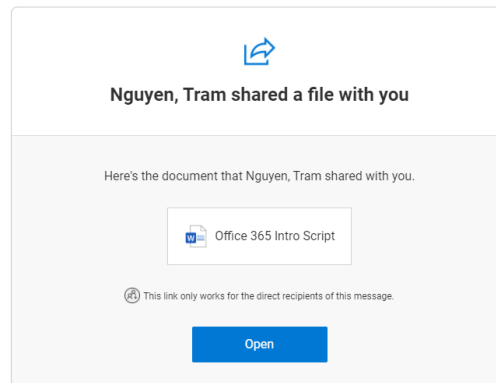 Nguyen, Tram shared a file with you
Here's the document that Nguyen, Tram shared with you.
Office 365 Intro Script
This link only works for the direct recipients of this message.
Open